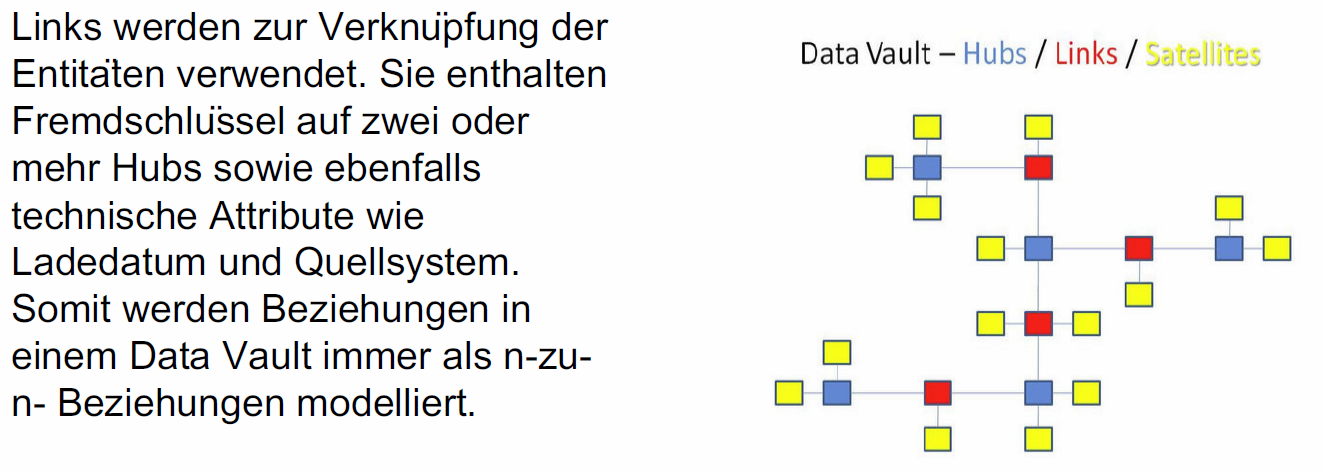 Links werden zur Verknüpfung der
Entitäten verwendet. Sie enthalten
Fremdschlüssel auf zwei oder
mehr Hubs sowie ebenfalls
technische Attribute wie
Ladedatum und Quellsystem.
Somit werden Beziehungen in
einem Data Vault immer als n-zu-
n- Beziehungen modelliert.
Data Vault – Hubs / Links / Satellites